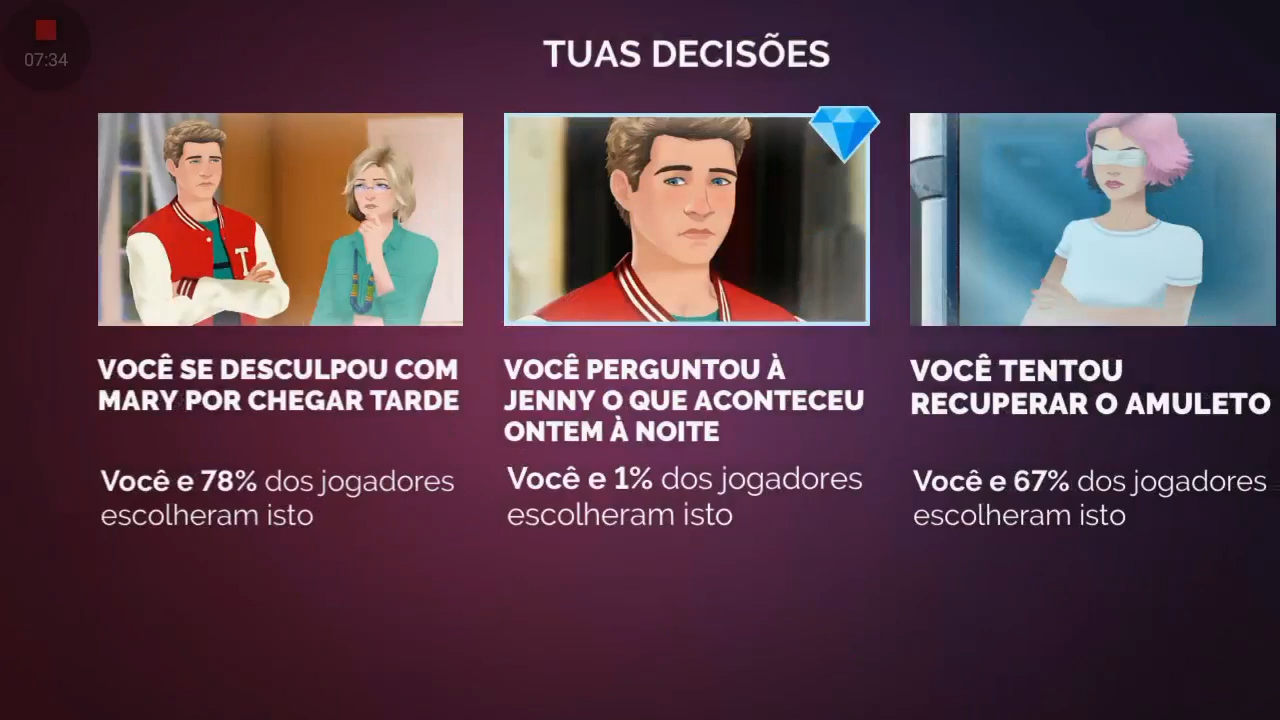 07:34
TUAS DECISÕES
T
VOCÊ SE DESCULPOU COM
MARY POR CHEGAR TARDE
Você e 78% dos jogadores
escolheram isto
VOCÊ PERGUNTOU À
JENNY O QUE ACONTECEU
ONTEM À NOITE
Você e 1% dos jogadores
escolheram isto
VOCÊ TENTOU
RECUPERAR O AMULETO
Você e 67% dos jogadores
escolheram isto